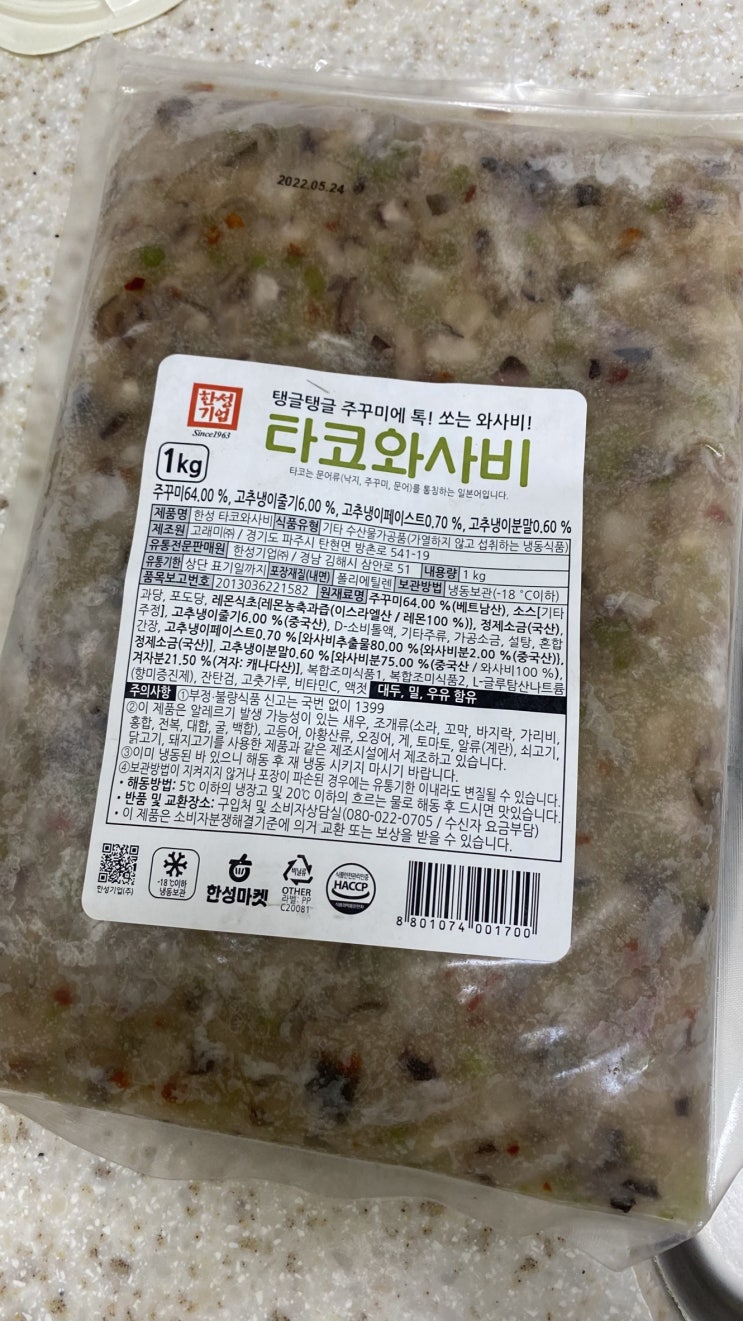 2022.05.24
한성
기업
Since1963
탱글탱글 주꾸미에 톡! 쏘는 와사비!
타코와사비
1kg
타코는 문어류(낙지, 주꾸미, 문어)를 통칭하는 일본어입니다.
주꾸미64.00 %, 고추냉이줄기6.00 %, 고추냉이페이스트0.70 %, 고추냉이분말0.60 %
제품명 한성 타코와사비 식품유형 기타 수산물가공품(가열하지 않고 섭취하는 냉동식품)
제조원 고래미㈜ / 경기도 파주시 탄현면 방촌로 541-19
유통전문판매원 한성기업㈜ / 경남 김해시 삼안로 51 내용량 1 kg
유통기한 상단 표기일까지 포장재질(내면) 폴리에틸렌 보관방법 냉동보관(-18 °C이하)
품목보고번호 2013036221582 원재료명 주꾸미64.00 %(베트남산), 소스[기타
과당, 포도당, 레몬식초(레몬농축과즙(이스라엘산 / 레몬100 %)}, 정제소금(국산),
주정], 고추냉이줄기6.00 %(중국산), D-소비톨액, 기타주류, 가공소금, 설탕, 혼합
간장, 고추냉이페이스트0.70 %[와사비추출물80.00 %{와사비분2.00 %(중국산)},
정제소금(국산)], 고추냉이분말0.60 %[와사비분75.00 %(중국산 / 와사비100 %),
겨자분21.50 %(겨자: 캐나다산)], 복합조미식품1, 복합조미식품2, L-글루탐산나트륨
(향미증진제), 잔탄검, 고춧가루, 비타민C, 액젓 대두, 밀, 우유 함유
주의사항 ①부정·불량식품 신고는 국번 없이 1399
②이 제품은 알레르기 발생 가능성이 있는 새우, 조개류(소라, 꼬막, 바지락, 가리비,
홍합, 전복, 대합, 굴, 백합), 고등어, 아황산류, 오징어, 게, 토마토, 알류(계란), 쇠고기,
닭고기, 돼지고기를 사용한 제품과 같은 제조시설에서 제조하고 있습니다.
③이미 냉동된 바 있으니 해동 후 재 냉동 시키지 마시기 바랍니다.
④보관방법이 지켜지지 않거나 포장이 파손된 경우에는 유통기한 이내라도 변질될 수 있습니다.
• 해동방법: 5℃ 이하의 냉장고 및 20℃ 이하의 흐르는 물로 해동 후 드시면 맛있습니다.
• 반품 및 교환장소: 구입처 및 소비자상담실(080-022-0705 / 수신자 요금부담)
• 이 제품은 소비자분쟁해결기준에 의거 교환 또는 보상을 받을 수 있습니다.
한성기업(주)
-18℃이하
냉동보관
한성마켓
비닐류
OTHER
라벨: PP
C20081
식품안전관리인증
HACCP
식품의약품안전처
8 801074 001700